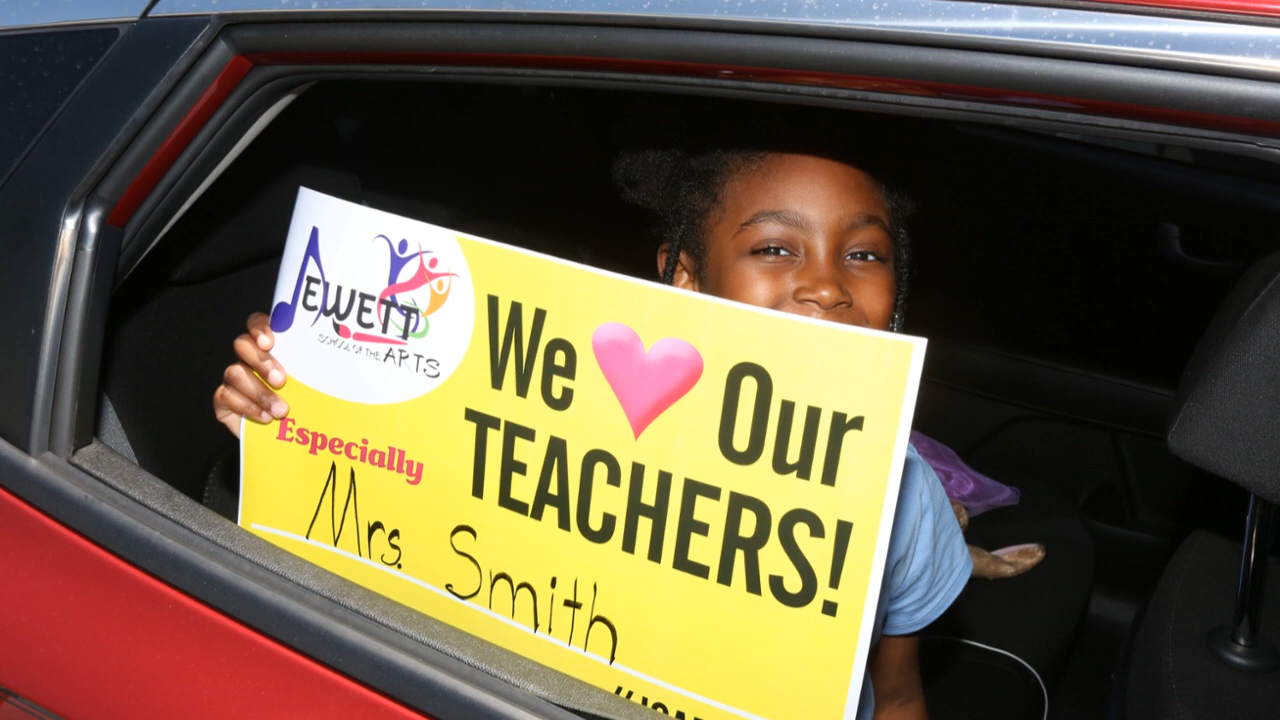 JEWETT
SCHOOL OF THE ARTS
We Our
TEACHERS!
Especially
Mrs. Smith